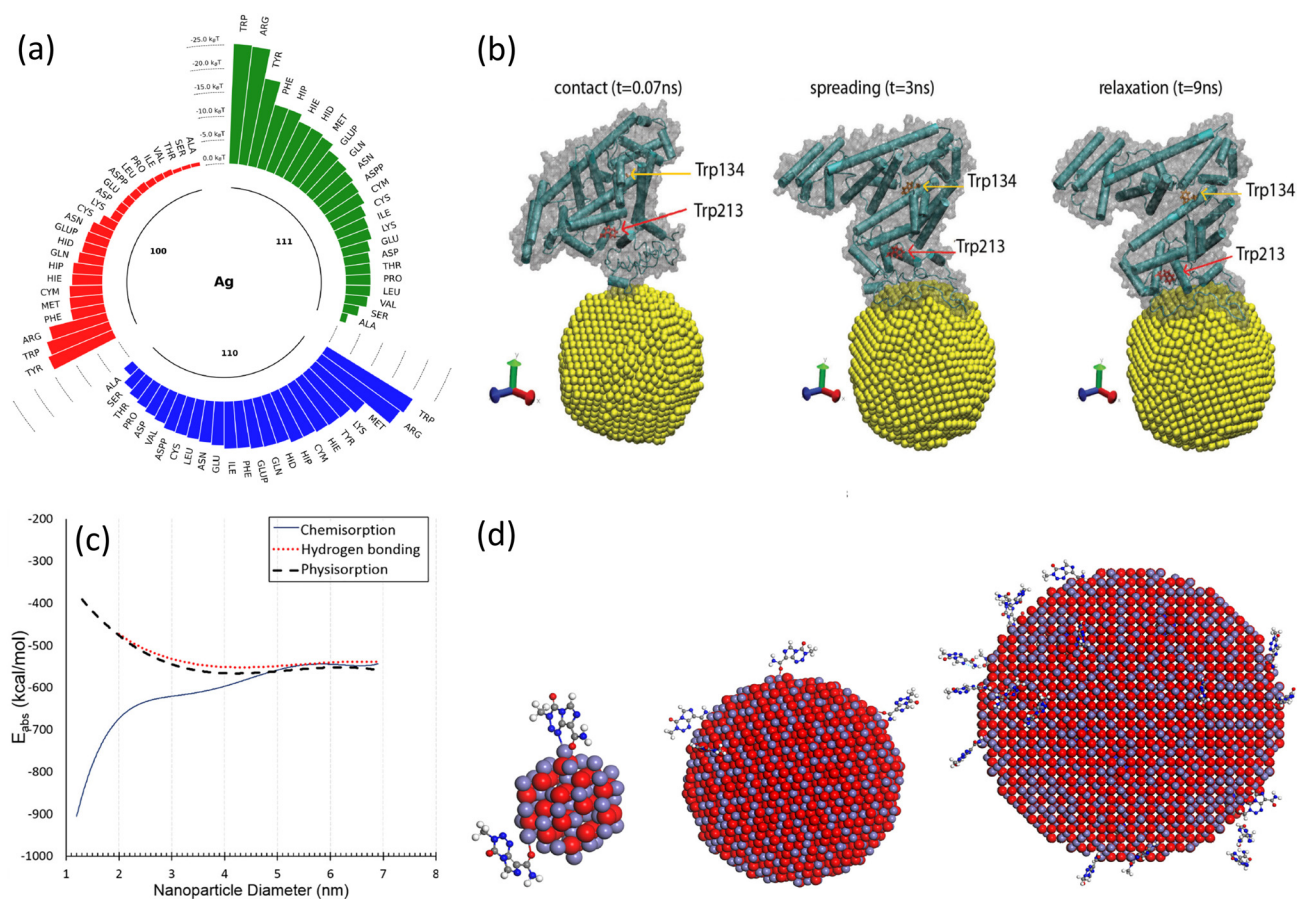 (a)
-25.0 kBT
-20.0 kBT
-15.0 kBT
-10.0 kBT
-5.0 kBT
0.0 kBT
TRP
ARG
TYR
PHE
HIP
HIE
HID
MET
GLUP
GLN
ASN
ASPP
CYM
CYS
ILE
LYS
GLU
ASP
THR
PRO
LEU
VAL
SER
ALA
111
TRP
ARG
MET
LYS
TYR
HIE
CYM
HIP
HID
GLN
GLUP
PHE
ILE
GLU
ASN
LEU
CYS
ASPP
VAL
ASP
PRO
THR
SER
ALA
110
TYR
TRP
ARG
PHE
MET
CYM
HIE
HIP
GLN
HID
GLUP
ASN
CYS
LYS
ASP
GLU
ASPP
LEU
PRO
ILE
VAL
THR
SER
ALA
100
Ag
(b)
contact (t=0.07ns)
spreading (t=3ns)
relaxation (t=9ns)
Trp134
Trp213
Trp134
Trp213
Trp134
Trp213
(c)
Chemisorption
Hydrogen bonding
Physisorption
-200
-300
-400
-500
-600
-700
-800
-900
-1000
Eabs (kcal/mol)
1 2 3 4 5 6 7 8
Nanoparticle Diameter (nm)
(d)